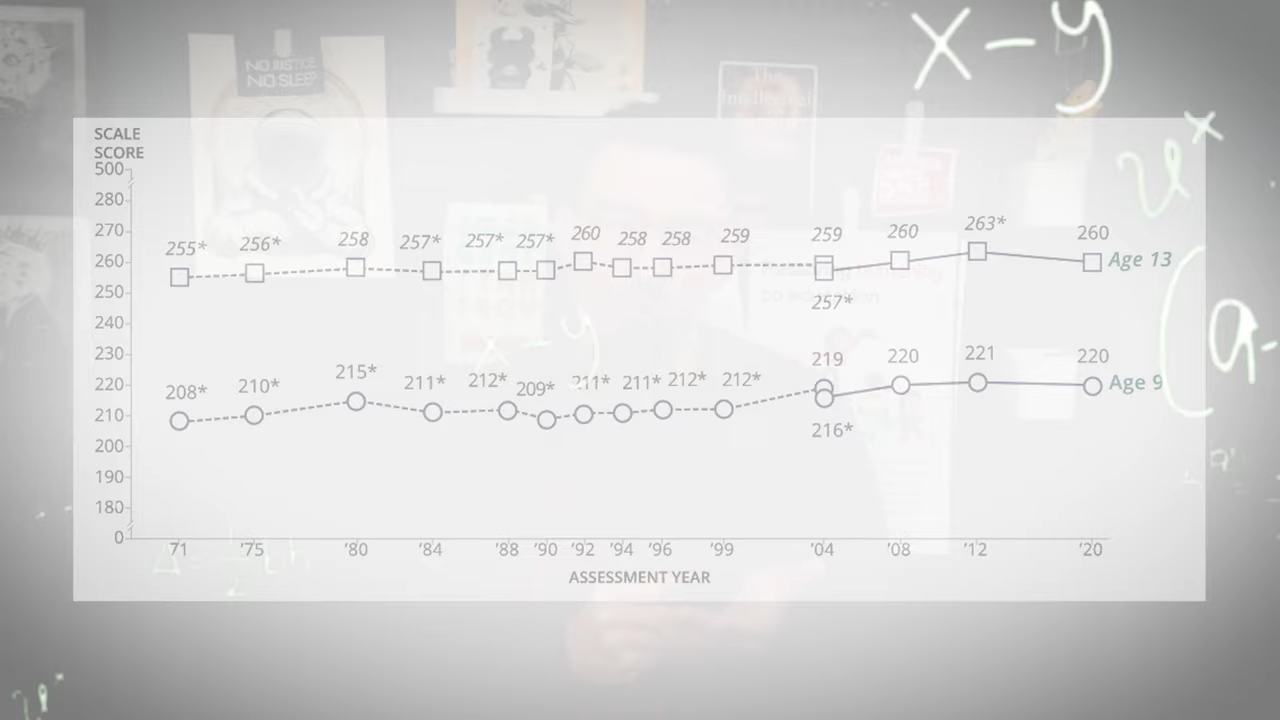 NO JUSTICE
NO SLEEP
The
Intellectual
x - y
SCALE
SCORE
500
280
270
260
250
240
230
220
210
200
190
180
0
255* 256* 258 257* 257* 257* 260 258 258 259 259 260 263* 260
Age 13
257*
208* 210* 215* 211* 212* 209* 211* 211* 212* 212* 219 220 221 220
Age 9
216*
71 '75 '80 '84 '88 '90 '92 '94 '96 '99 '04 '08 '12 '20
ASSESSMENT YEAR
x - y